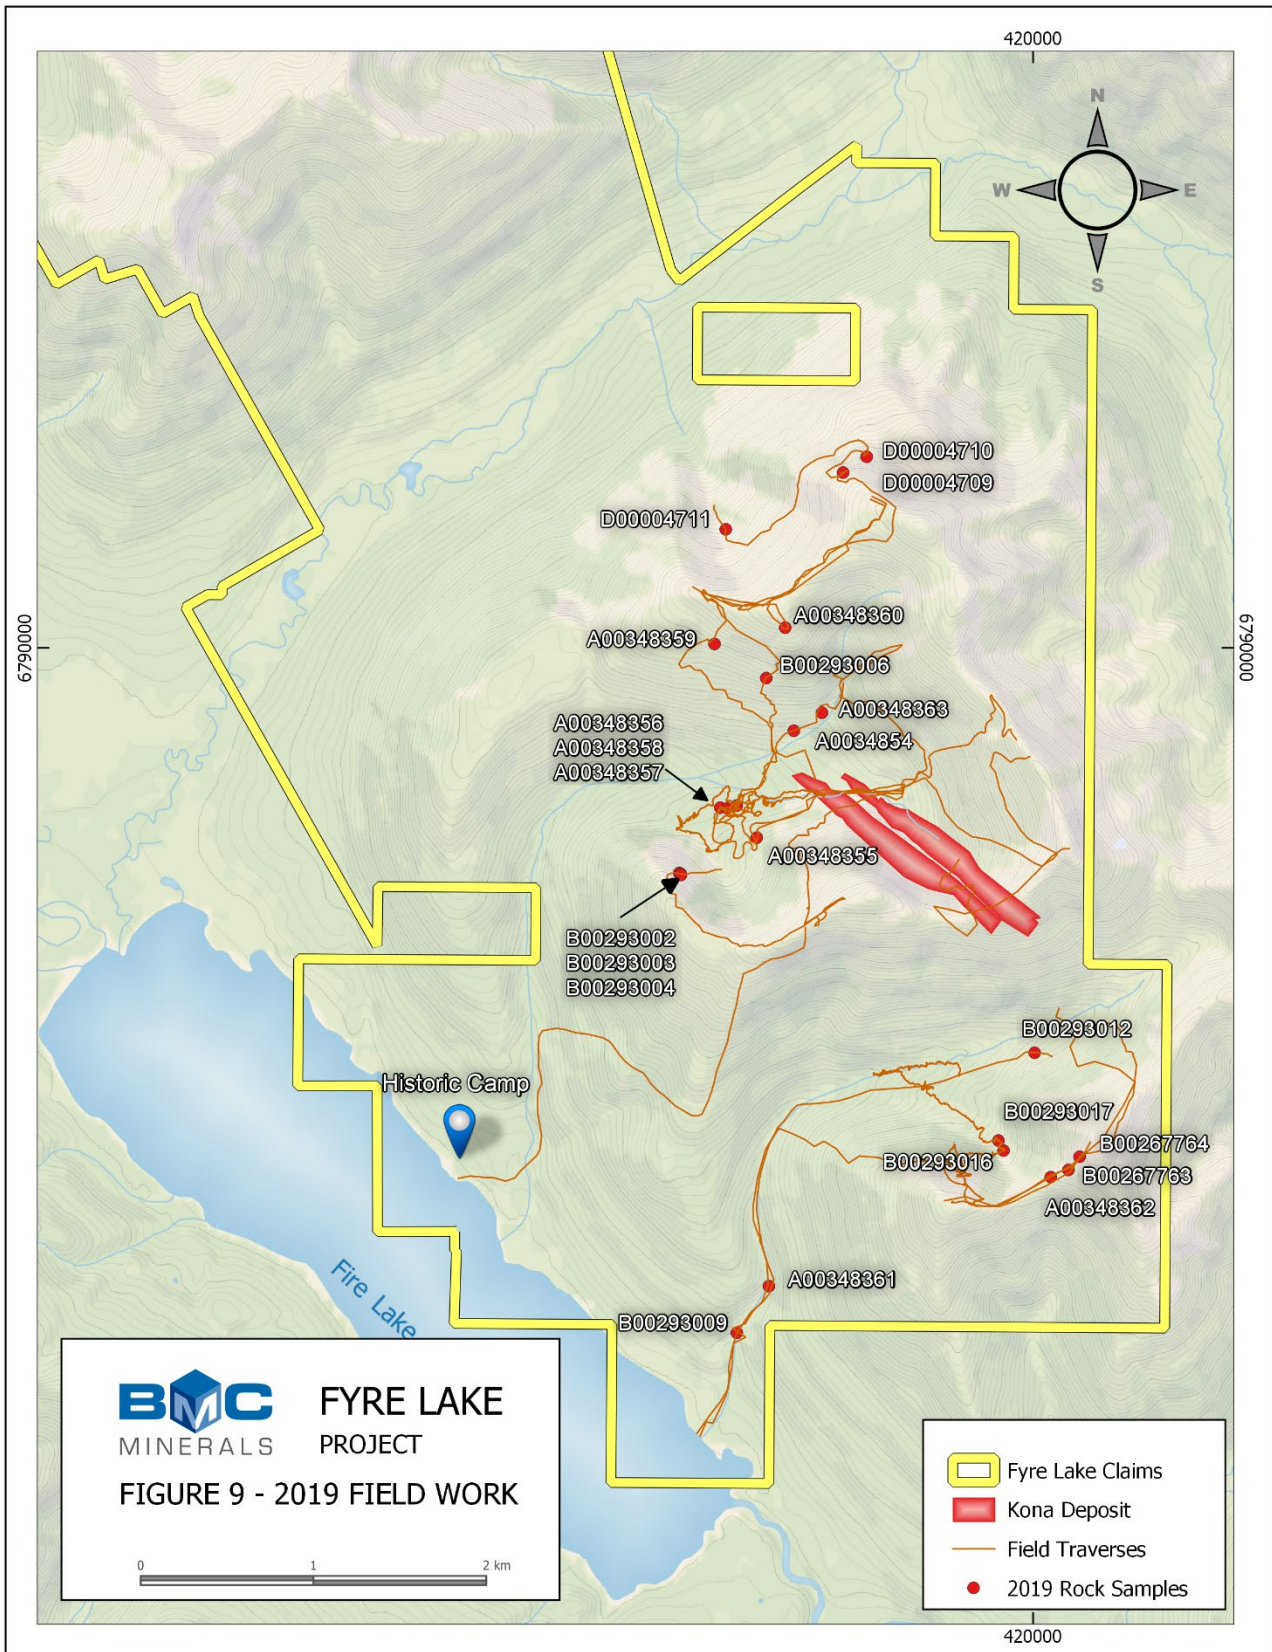 420000
N
W
E
S
D00004710
D00004709
D00004711
A00348360
A00348359
6790000
6790000
B00293006
A00348363
A00348356
A0034854
A00348358
A00348357
A00348355
B00293002
B00293003
B00293004
B00293012
Historic Camp
B00293017
B00267764
B00293016
B00267763
A00348362
A00348361
Fire Lake
B00293009
BMC
MINERALS
FYRE LAKE
PROJECT
FIGURE 9 - 2019 FIELD WORK
0 1 2 km
Fyre Lake Claims
Kona Deposit
Field Traverses
2019 Rock Samples
420000